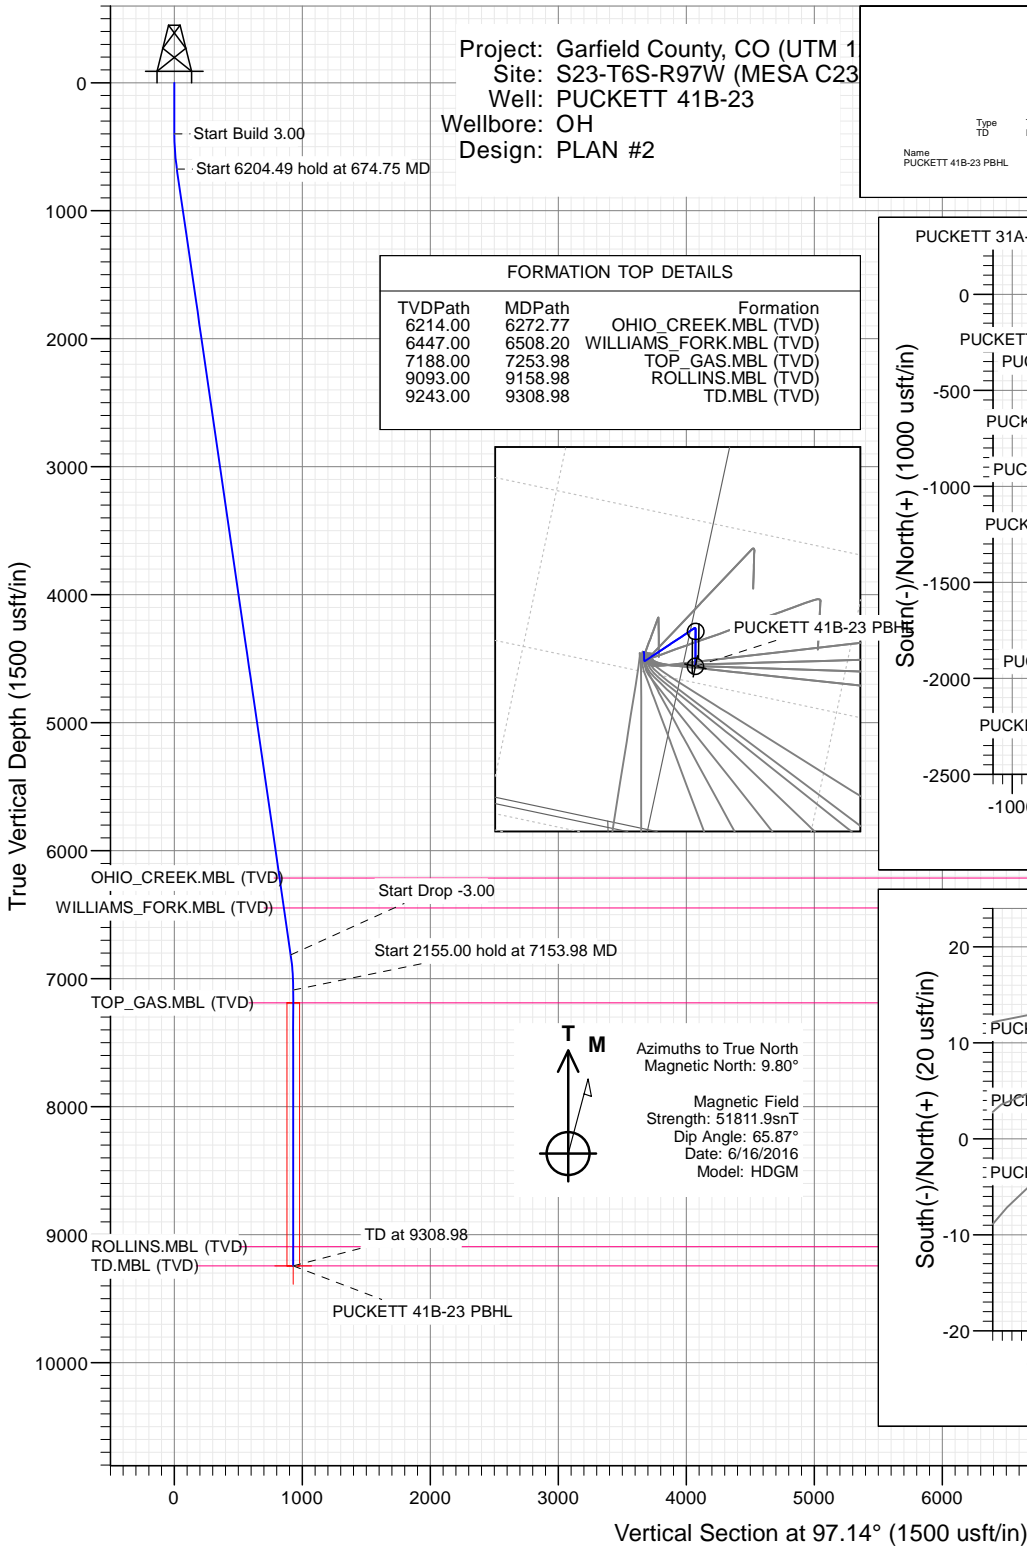 Project: Garfield County, CO (UTM 1
Site: S23-T6S-R97W (MESA C23
Well: PUCKETT 41B-23
Wellbore: OH
Design: PLAN #2
Type
TD
Name
PUCKETT 41B-23 PBHL
0
Start Build 3.00
Start 6204.49 hold at 674.75 MD
1000
2000
3000
4000
5000
6000
7000
8000
9000
10000
True Vertical Depth (1500 usft/in)
FORMATION TOP DETAILS
TVDPath MDPath Formation
6214.00 6272.77 OHIO_CREEK.MBL (TVD)
6447.00 6508.20 WILLIAMS_FORK.MBL (TVD)
7188.00 7253.98 TOP_GAS.MBL (TVD)
9093.00 9158.98 ROLLINS.MBL (TVD)
9243.00 9308.98 TD.MBL (TVD)
PUCKETT 41B-23 PBHL
OHIO_CREEK.MBL (TVD)
WILLIAMS_FORK.MBL (TVD)
Start Drop -3.00
Start 2155.00 hold at 7153.98 MD
TOP_GAS.MBL (TVD)
T
M
Azimuths to True North
Magnetic North: 9.80°
Magnetic Field
Strength: 51811.9snT
Dip Angle: 65.87°
Date: 6/16/2016
Model: HDGM
ROLLINS.MBL (TVD)
TD.MBL (TVD)
TD at 9308.98
PUCKETT 41B-23 PBHL
0
1000
2000
3000
4000
5000
6000
Vertical Section at 97.14° (1500 usft/in)
PUCKETT 31A-
0
PUCKETT
PUC
-500
PUCK
PUC
-1000
PUCK
-1500
PUC
-2000
PUCKE
-2500
-1000
South(-)/North(+) (1000 usft/in)
20
PUCK
10
PUCK
0
PUCK
-10
-20
South(-)/North(+) (20 usft/in)